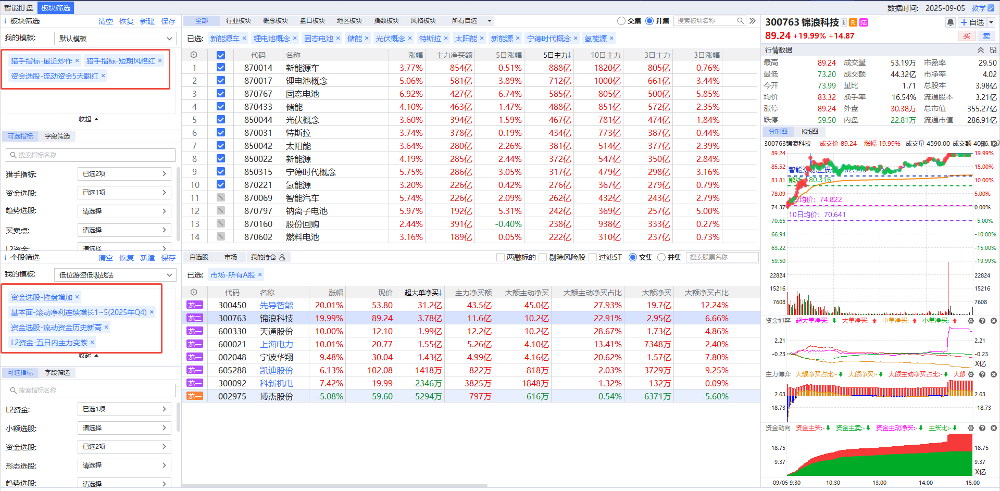 智能盯盘 板块筛选 数据时间: 2025-09-05 教学
板块筛选 清空 恢复 新建 保存
我的模板: 默认模板
猎手指标-最近炒作 × 猎手指标-短期风格红 ×
资金选股-流动资金5天翻红 ×
收起
可选指标 字段筛选
搜索指标名称
猎手指标: 已选2项
资金选股: 已选1项
趋势选股: 请选择
买卖点: 请选择
L2资金: 请选择
个股筛选 清空 恢复 新建 保存
我的模板: 低位游资低吸战法
资金选股-控盘增加 ×
基本面-滚动净利连续增长1~5(2025年Q4) ×
资金选股-流动资金历史新高 ×
L2资金-五日内主力变紫 ×
收起
可选指标 字段筛选
搜索指标名称
L2资金: 已选1项
小额选股: 请选择
资金选股: 已选2项
形态选股: 请选择
趋势选股: 请选择
全部 行业板块 概念板块 盘口板块 地区板块 指数板块 风格板块 所有自选 交集 并集 搜索板块名称
已选: 新能源车 × 锂电池概念 × 固态电池 × 储能 × 光伏概念 × 特斯拉 × 太阳能 × 新能源 × 宁德时代概念 × 氢能源 ×
代码 名称 涨幅 主力净买额 5日涨幅 5日主力↓ 10日主力 3日主力 3日涨幅
1 870014 新能源车 3.77% 854亿 0.51% 888亿 1820亿 805亿 0.76%
2 870017 锂电池概念 5.06% 581亿 3.89% 712亿 1000亿 661亿 3.44%
3 870767 固态电池 6.92% 427亿 6.74% 585亿 805亿 500亿 5.85%
4 870433 储能 4.10% 463亿 1.47% 488亿 851亿 572亿 2.35%
5 850044 光伏概念 3.60% 394亿 1.59% 467亿 781亿 474亿 1.84%
6 870031 特斯拉 3.74% 378亿 0.19% 434亿 773亿 387亿 0.44%
7 850042 太阳能 3.64% 280亿 2.26% 381亿 514亿 377亿 2.39%
8 850022 新能源 4.19% 285亿 2.44% 372亿 547亿 350亿 2.84%
9 850315 宁德时代概念 5.75% 286亿 3.05% 317亿 479亿 298亿 3.16%
10 870221 氢能源 3.20% 226亿 0.42% 276亿 367亿 279亿 0.79%
11 870069 智能汽车 5.74% 226亿 2.09% 262亿 432亿 243亿 2.79%
12 870797 钠离子电池 5.97% 192亿 5.31% 242亿 369亿 257亿 5.00%
13 870160 股份回购 2.44% 391亿 -0.40% 238亿 938亿 333亿 0.27%
14 870602 燃料电池 3.16% 189亿 0.05% 222亿 310亿 237亿 0.73%
自选股 市场 我的持仓 两融标的 剔除风险股 过滤ST 交集 并集 搜索股票名称
已选: 市场-所有A股 ×
代码 名称 涨幅 现价 超大单净买↓ 主力净买额 大额主动净买 大额主动净买占比 大额净买 大额净买占比
龙一 300450 先导智能 20.01% 53.80 31.2亿 43.5亿 45.0亿 27.93% 19.7亿 12.24%
龙二 300763 锦浪科技 19.99% 89.24 3.78亿 11.6亿 10.2亿 22.91% 2.95亿 6.66%
龙一 600330 天通股份 10.00% 12.10 1.99亿 12.2亿 10.2亿 28.67% 1.73亿 4.86%
龙一 600021 上海电力 10.01% 20.77 1.55亿 5.26亿 4.10亿 13.41% 7348万 2.40%
龙一 002048 宁波华翔 9.48% 30.04 1.43亿 4.99亿 4.16亿 20.62% 1.57亿 7.80%
龙一 605288 凯迪股份 6.13% 102.08 1418万 822万 818万 2.03% 3729万 9.25%
龙一 300092 科新机电 7.42% 19.99 -2346万 3825万 1848万 1.32% 132万 0.09%
龙一 002975 博杰股份 -5.08% 59.60 -5294万 797万 -616万 -0.54% -6371万 -5.60%
300763 锦浪科技 R 陆 自选
89.24 +19.99% +14.87 买 卖
行情数据
最高 89.24 成交量 53.19万 市盈率 29.50
最低 73.20 成交额 44.32亿 市净率 4.02
今开 73.99 量比 1.71 总股本 3.98亿
均价 83.32 换手率 16.54% 流通股本 3.21亿
涨停 89.24 外盘 30.38万 总市值 355.27亿
跌停 59.50 内盘 22.81万 流通市值 286.91亿
分时图 K线图
300763锦浪科技 成交价 89.24 涨幅 19.99% 成交量 4590.00 成交额
89.24 19.99%
85.52 15.00%
81.81 10.00%
熊线: 80.316
78.09 5.00%
日均价: 74.822
74.37 0.00%
10日均价: 70.641
70.65 -5.00%
66.94 -10.00%
63.22 -15.00%
59.50 -19.99%
22824 22824
15216 15216
7608 7608
资金博弈 超大单净买:- 大单净买:- 中单净买:- 小单净买:-
2.21 2.21
-0.23 -0.23
X亿
主力博弈 大额净买占比:- 大额净买:- 大额主动净买占比:- 大额
2.63 2.63
-18.73 -18.73
资金动向 资金主买:- 资金主卖:- 资金主动净买:- 主买比:-
18.75 18.75
9.37 9.37
X亿
09/05 9:30 10:30 13:00 14:00 15:00